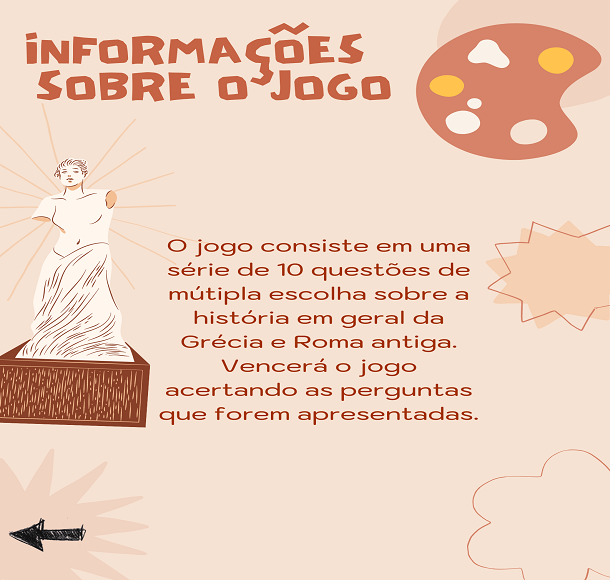 INFORMAÇÕES
SOBRE O JOGO
O jogo consiste em uma
série de 10 questões de
mútipla escolha sobre a
história em geral da
Grécia e Roma antiga.
Vencerá o jogo
acertando as perguntas
que forem apresentadas.